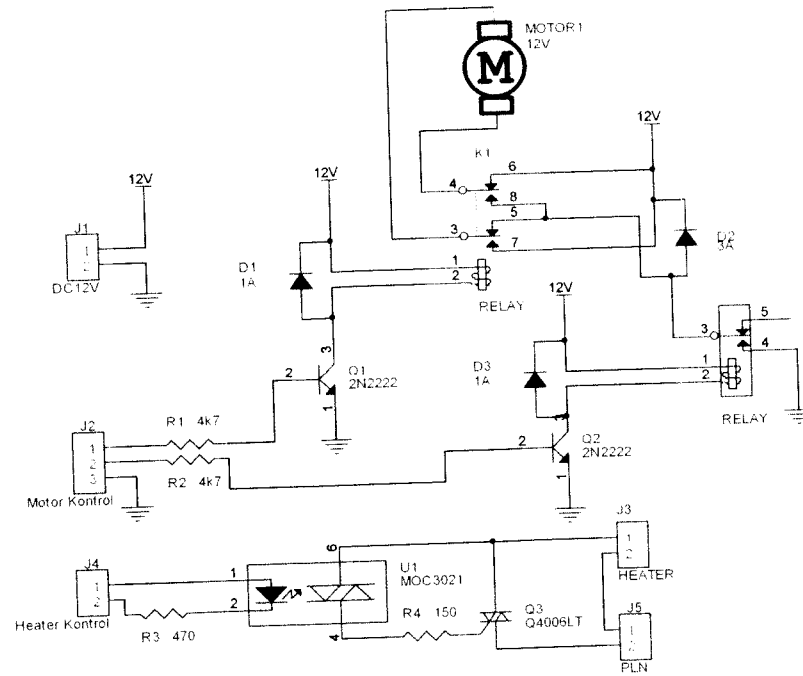 MOTOR1
12V
M
12V
K1
6
4
8
5
3
7
12V
12V
J1
1
2
DC12V
D1
1A
1
2
RELAY
D2
3A
12V
5
3
4
1
2
RELAY
3
2
Q1
2N2222
1
D3
1A
J2
1
2
3
Motor Kontrol
R1 4k7
R2 4k7
3
2
Q2
2N2222
1
J3
1
2
HEATER
6
U1
MOC3021
J4
1
2
Heater Kontrol
1
2
R3 470
4
R4 150
Q3
Q4006LT
J5
1
2
PLN